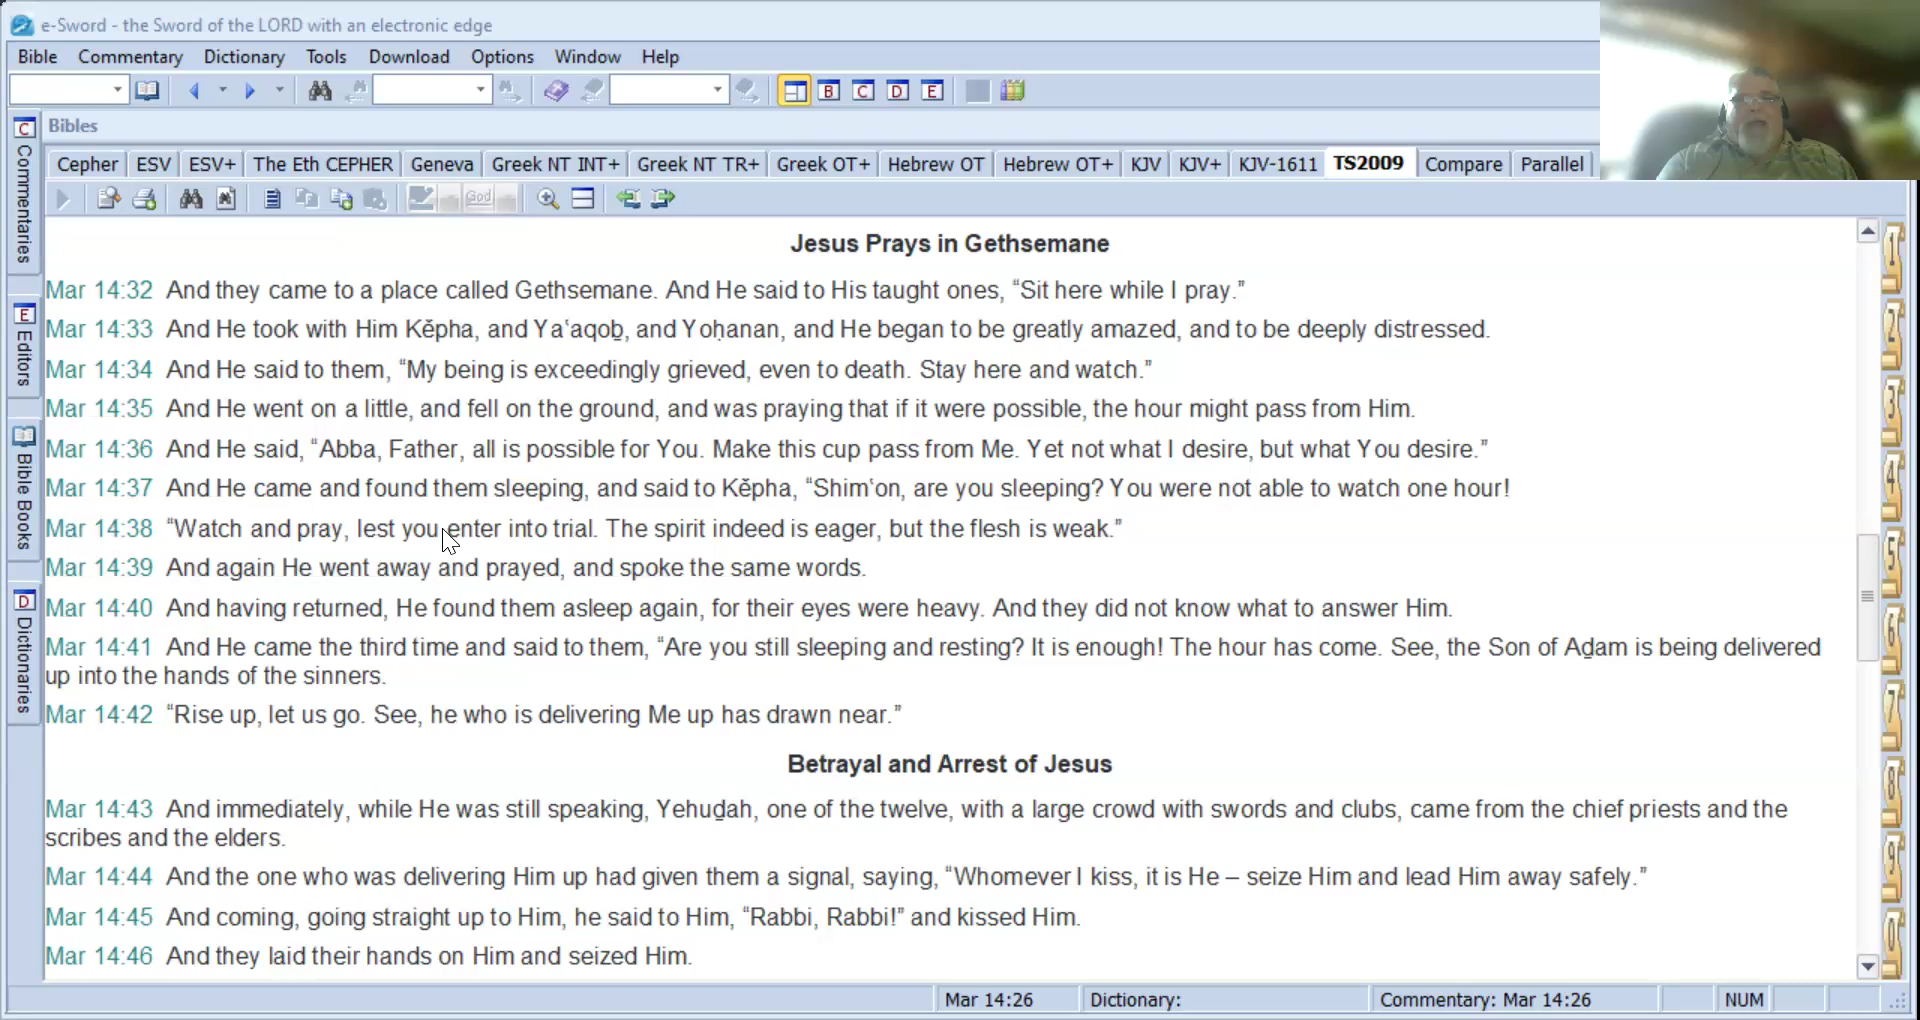 e-Sword - the Sword of the LORD with an electronic edge
Bible Commentary Dictionary Tools Download Options Window Help
B C D E
Bibles
Cepher ESV ESV+ The Eth CEPHER Geneva Greek NT INT+ Greek NT TR+ Greek OT+ Hebrew OT Hebrew OT+ KJV KJV+ KJV-1611 TS2009 Compare Parallel
God
C Commentaries
E Editors
Bible Books
D Dictionaries
Jesus Prays in Gethsemane
Mar 14:32 And they came to a place called Gethsemane. And He said to His taught ones, “Sit here while I pray.”
Mar 14:33 And He took with Him Kĕpha, and Ya‛aqoḇ, and Yoḥanan, and He began to be greatly amazed, and to be deeply distressed.
Mar 14:34 And He said to them, “My being is exceedingly grieved, even to death. Stay here and watch.”
Mar 14:35 And He went on a little, and fell on the ground, and was praying that if it were possible, the hour might pass from Him.
Mar 14:36 And He said, “Abba, Father, all is possible for You. Make this cup pass from Me. Yet not what I desire, but what You desire.”
Mar 14:37 And He came and found them sleeping, and said to Kĕpha, “Shim‛on, are you sleeping? You were not able to watch one hour!
Mar 14:38 “Watch and pray, lest you enter into trial. The spirit indeed is eager, but the flesh is weak.”
Mar 14:39 And again He went away and prayed, and spoke the same words.
Mar 14:40 And having returned, He found them asleep again, for their eyes were heavy. And they did not know what to answer Him.
Mar 14:41 And He came the third time and said to them, “Are you still sleeping and resting? It is enough! The hour has come. See, the Son of Aḏam is being delivered
up into the hands of the sinners.
Mar 14:42 “Rise up, let us go. See, he who is delivering Me up has drawn near.”
Betrayal and Arrest of Jesus
Mar 14:43 And immediately, while He was still speaking, Yehuḏah, one of the twelve, with a large crowd with swords and clubs, came from the chief priests and the
scribes and the elders.
Mar 14:44 And the one who was delivering Him up had given them a signal, saying, “Whomever I kiss, it is He – seize Him and lead Him away safely.”
Mar 14:45 And coming, going straight up to Him, he said to Him, “Rabbi, Rabbi!” and kissed Him.
Mar 14:46 And they laid their hands on Him and seized Him.
1
2
3
4
5
6
7
8
9
0
Mar 14:26 Dictionary: Commentary: Mar 14:26 NUM